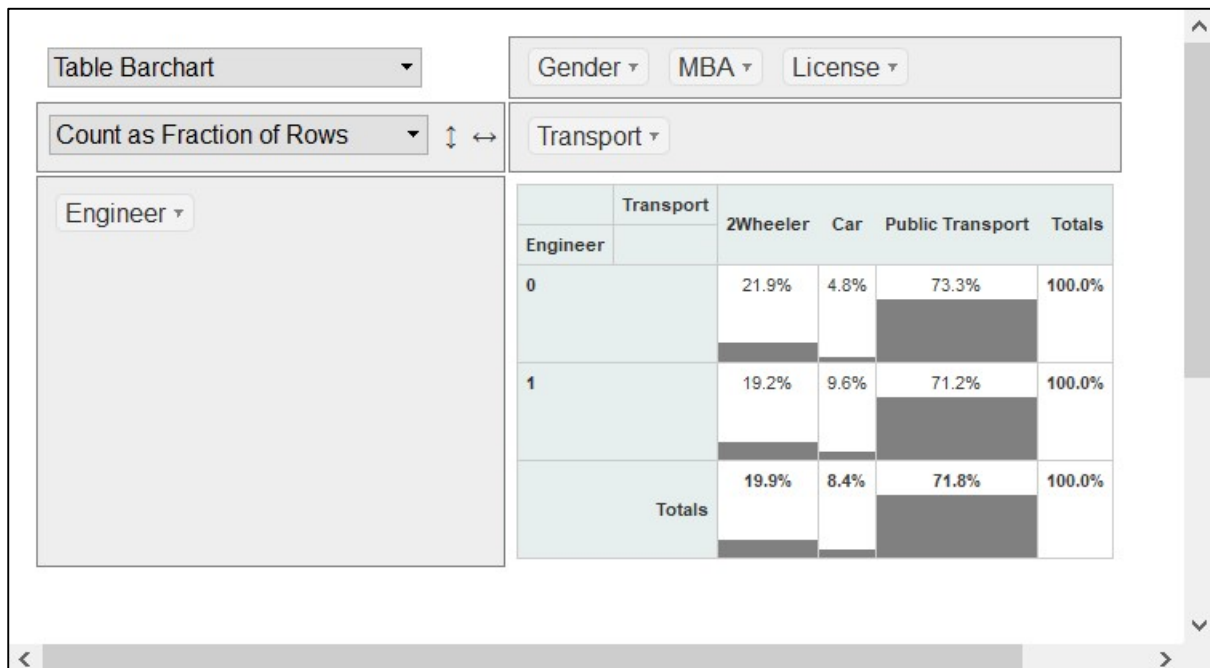 Table Barchart
Gender MBA License
Count as Fraction of Rows ↕ ↔
Transport
Engineer
Transport 2Wheeler Car Public Transport Totals
Engineer
0 21.9% 4.8% 73.3% 100.0%
1 19.2% 9.6% 71.2% 100.0%
Totals 19.9% 8.4% 71.8% 100.0%